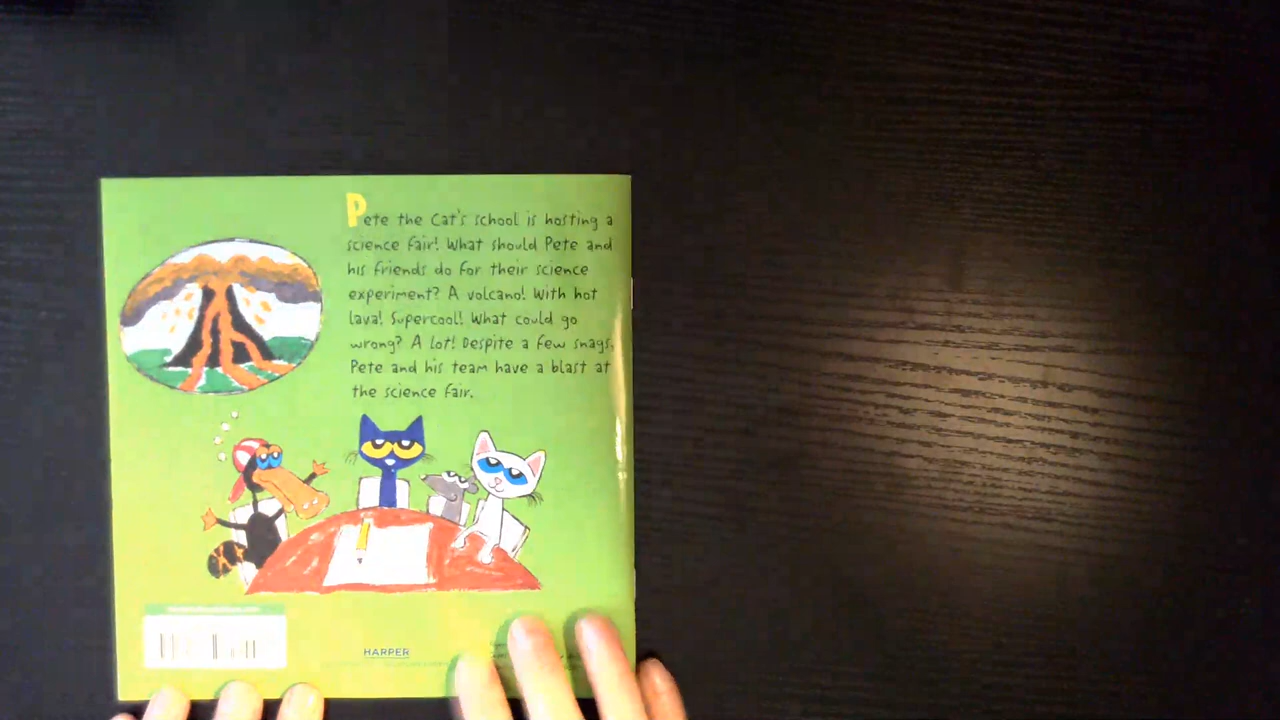 Pete the Cat's school is hosting a
science fair! What should Pete and
his friends do for their science
experiment? A volcano! With hot
lava! Supercool! What could go
wrong? A lot! Despite a few snags,
Pete and his team have a blast at
the science fair.
HARPER